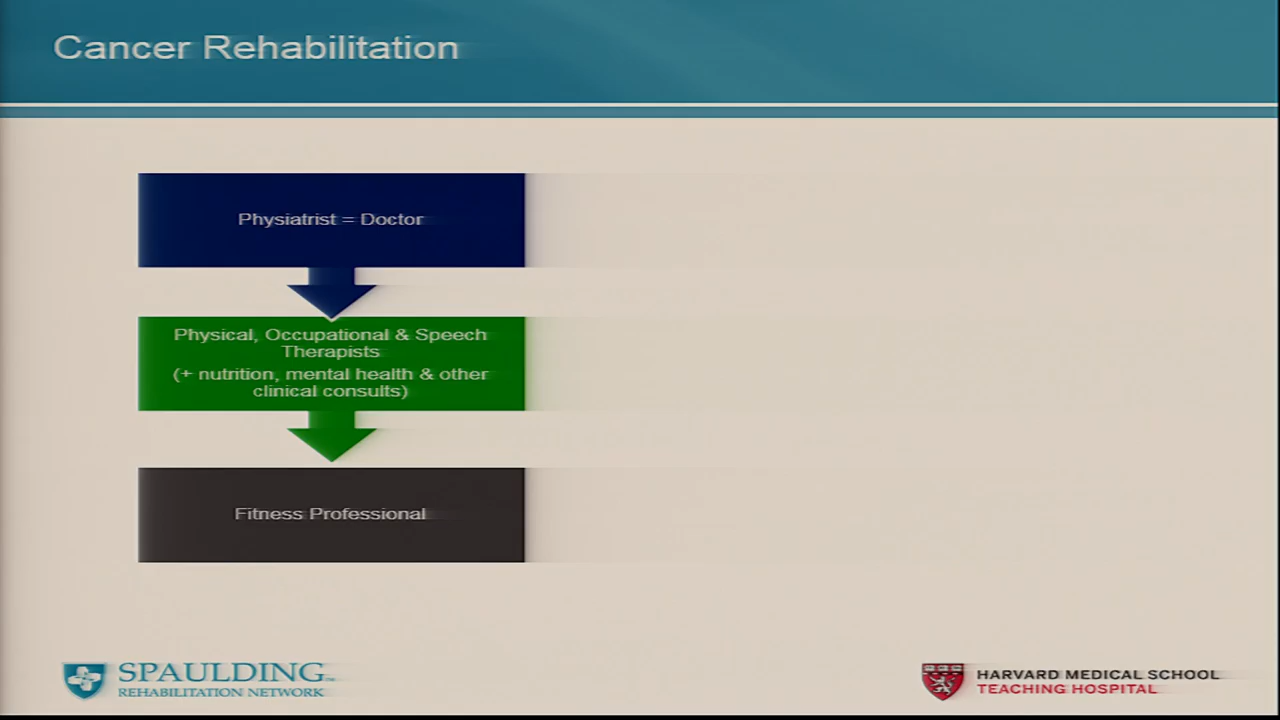 Cancer Rehabilitation
Physiatrist = Doctor
Physical, Occupational & Speech
Therapists
(+ nutrition, mental health & other
clinical consults)
Fitness Professional
SPAULDING
REHABILITATION NETWORK
HARVARD MEDICAL SCHOOL
TEACHING HOSPITAL